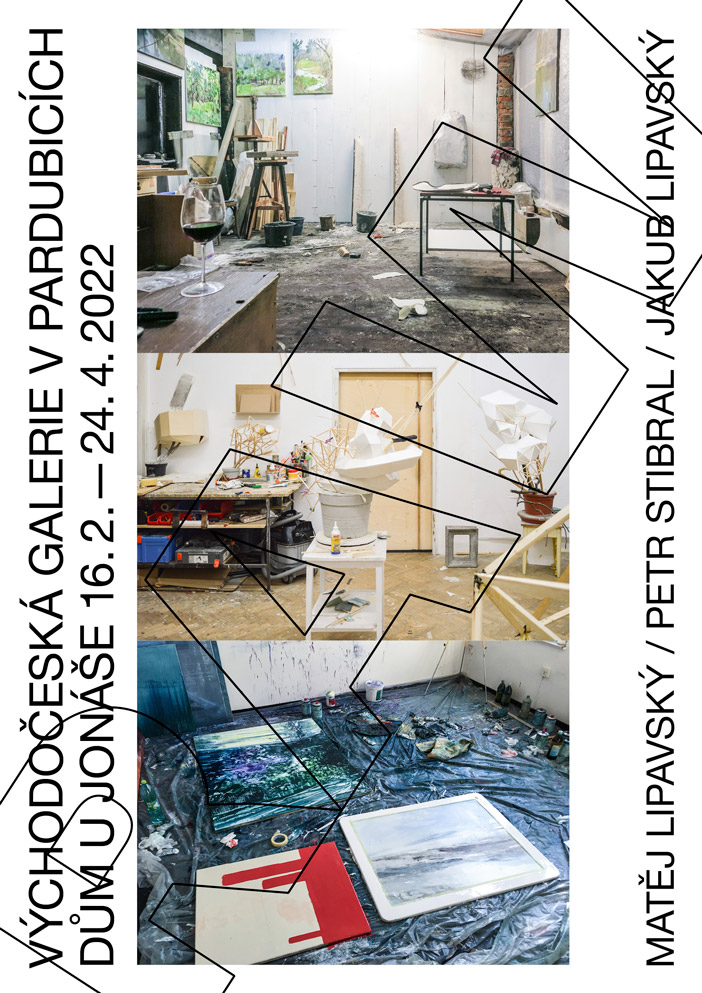 VÝCHODOČESKÁ GALERIE V PARDUBICÍCH
DŮM U JONÁŠE 16. 2. — 24. 4. 2022
MATĚJ LIPAVSKÝ / PETR STIBRAL / JAKUB LIPAVSKÝ